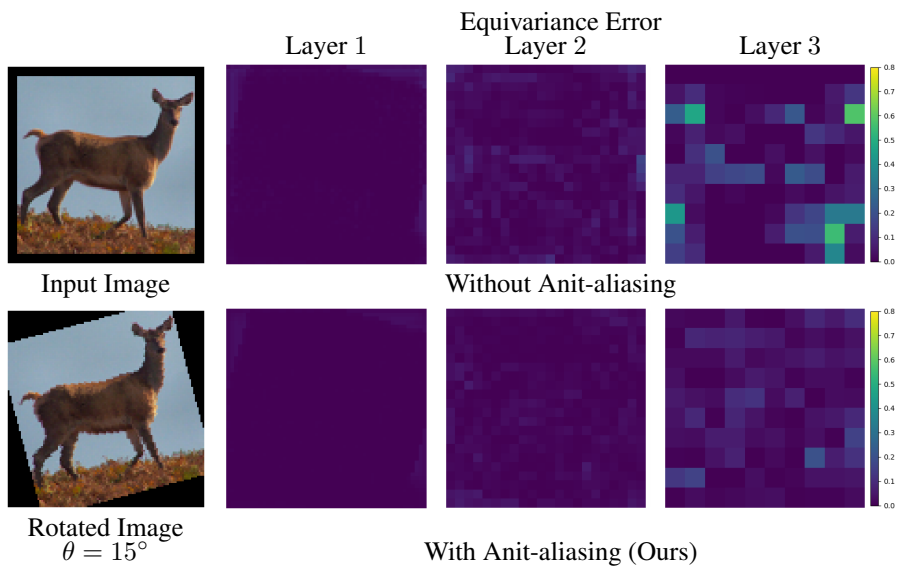 Equivariance Error
Layer 1
Layer 2
Layer 3
0.8
0.7
0.6
0.5
0.4
0.3
0.2
0.1
0.0
Input Image
Without Anit-aliasing
0.8
0.7
0.6
0.5
0.4
0.3
0.2
0.1
0.0
Rotated Image
θ = 15°
With Anit-aliasing (Ours)